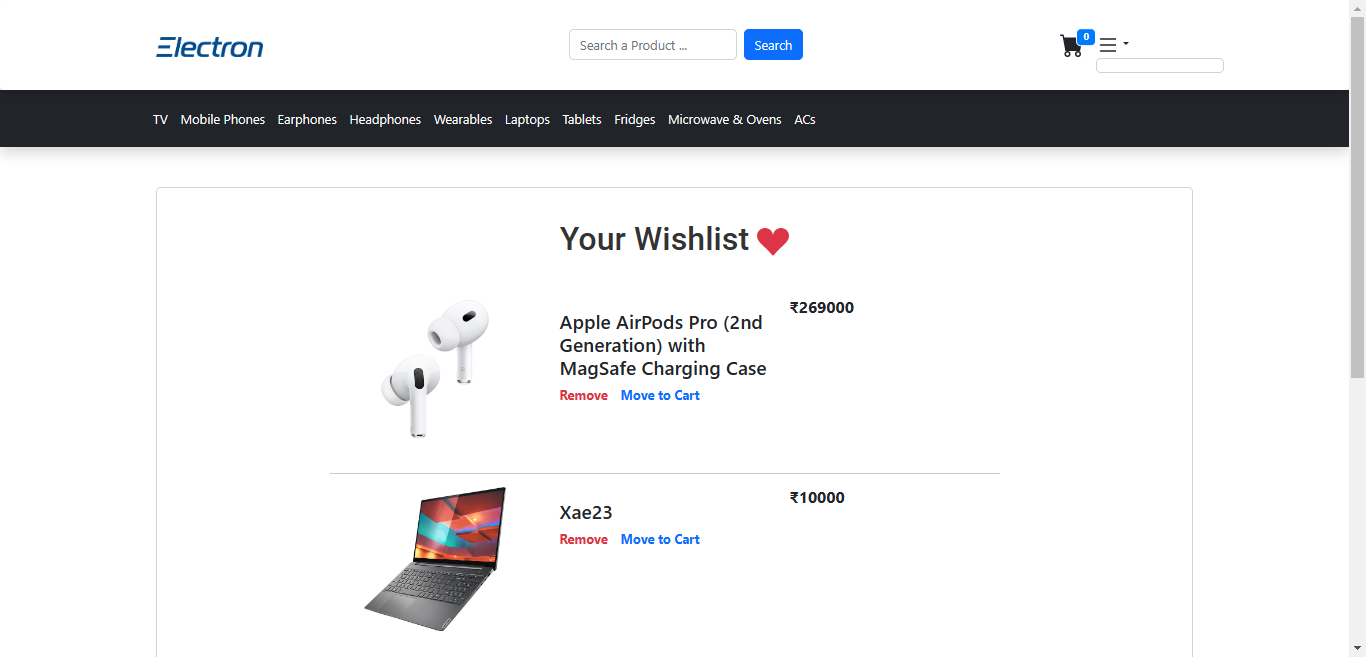 Electron
Search a Product ...
Search
0
TV Mobile Phones Earphones Headphones Wearables Laptops Tablets Fridges Microwave & Ovens ACs
Your Wishlist
₹269000
Apple AirPods Pro (2nd
Generation) with
MagSafe Charging Case
Remove Move to Cart
₹10000
Xae23
Remove Move to Cart